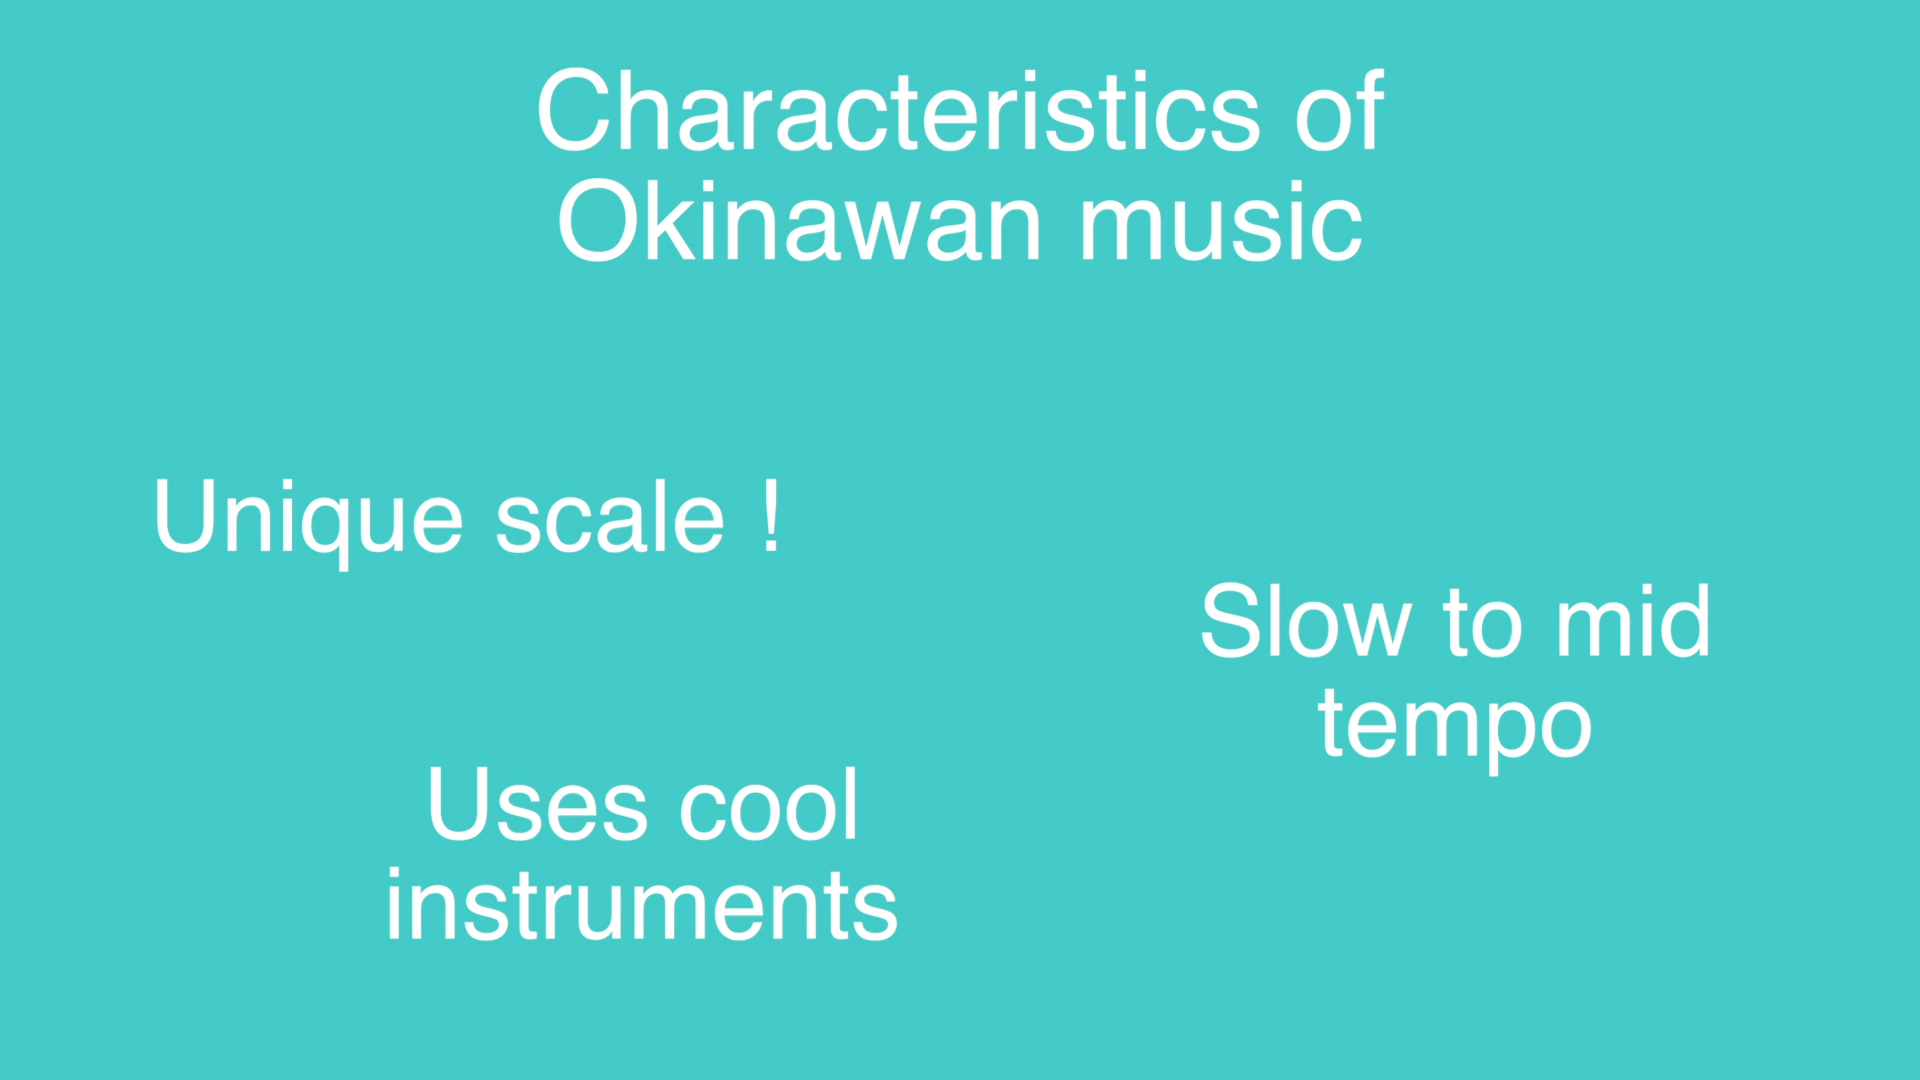 Characteristics of
Okinawan music
Unique scale !
Slow to mid
tempo
Uses cool
instruments